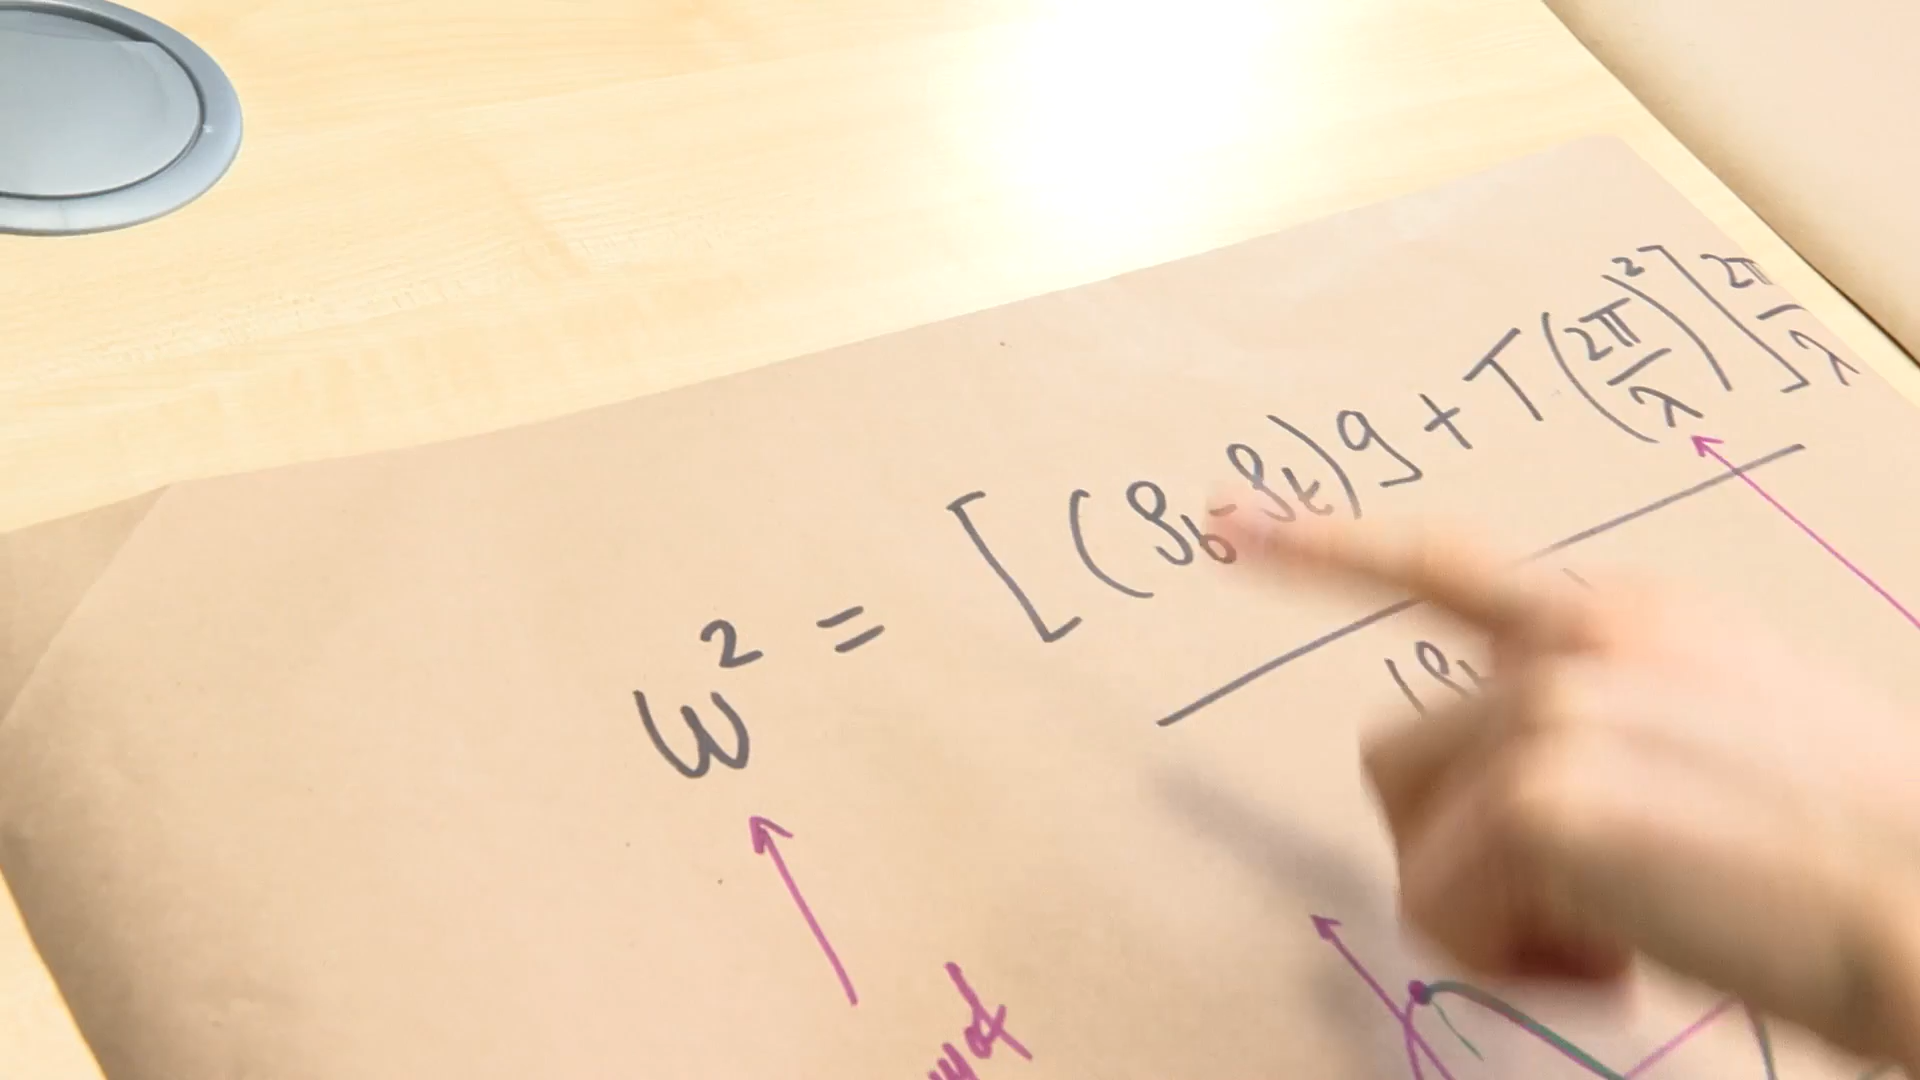 ω² = [(ρb-ρt)g+T(2π/λ)²]2π/λ
(ρ